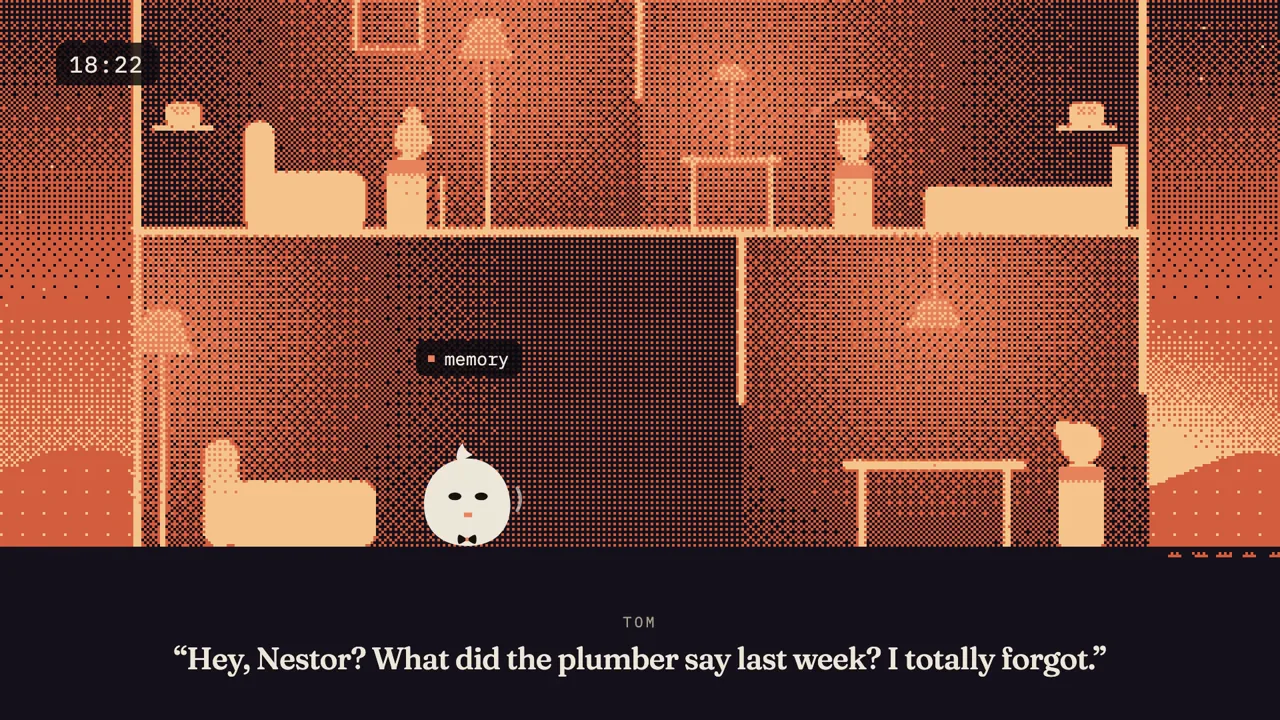 18:22
memory
TOM
“Hey, Nestor? What did the plumber say last week? I totally forgot.”